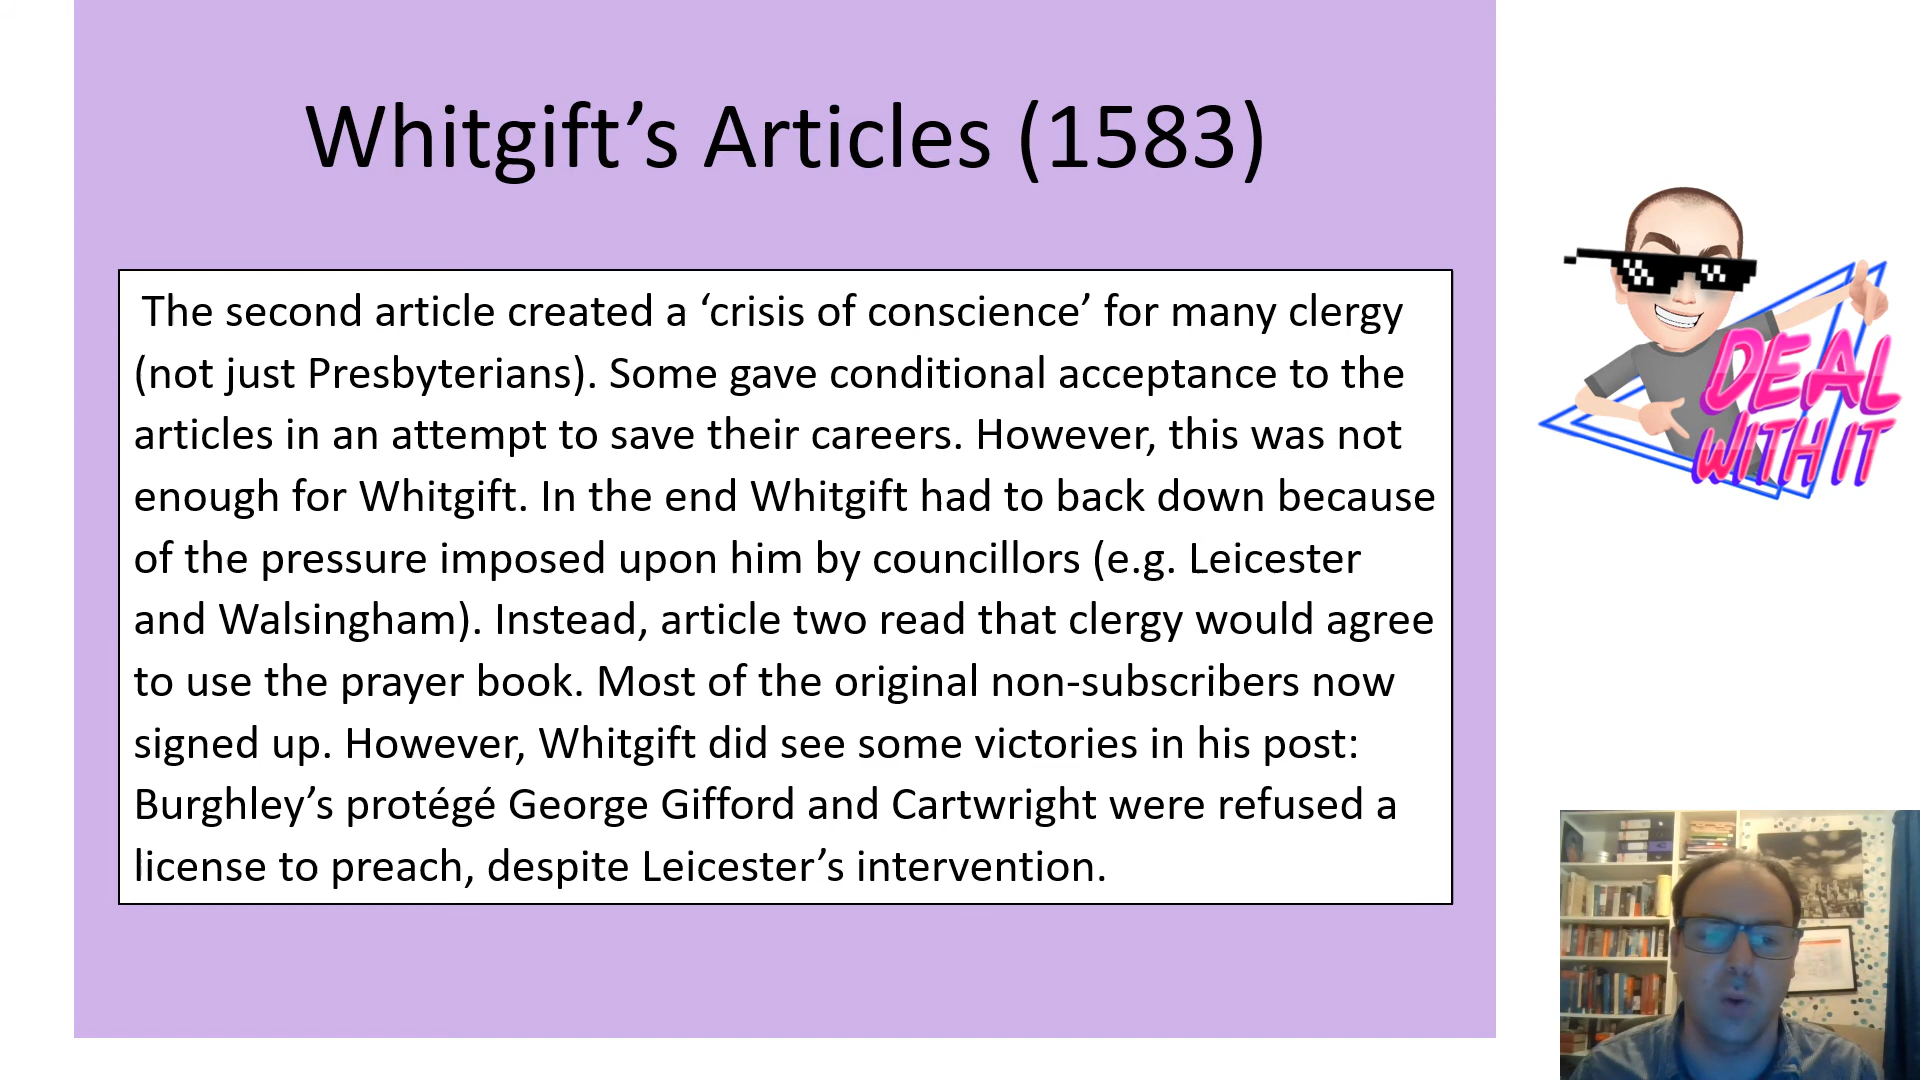 Whitgift’s Articles (1583)
The second article created a ‘crisis of conscience’ for many clergy
(not just Presbyterians). Some gave conditional acceptance to the
articles in an attempt to save their careers. However, this was not
enough for Whitgift. In the end Whitgift had to back down because
of the pressure imposed upon him by councillors (e.g. Leicester
and Walsingham). Instead, article two read that clergy would agree
to use the prayer book. Most of the original non-subscribers now
signed up. However, Whitgift did see some victories in his post:
Burghley’s protégé George Gifford and Cartwright were refused a
license to preach, despite Leicester’s intervention.
DEAL
WITH IT